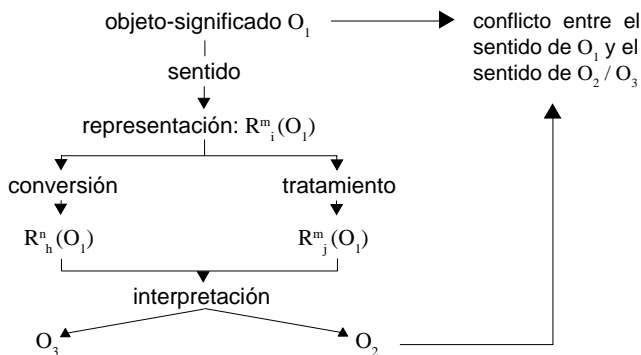 objeto-significado O₁
conflicto entre el
sentido de O₁ y el
sentido de O₂ / O₃
sentido
representación: Rᵐᵢ(O₁)
conversión
tratamiento
Rⁿₕ(O₁)
Rᵐⱼ(O₁)
interpretación
O₃
O₂